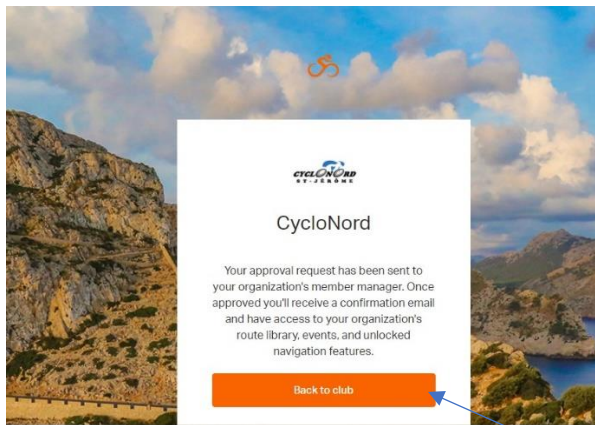 CYCLONORD
ST-JÉRÔME
CycloNord
Your approval request has been sent to
your organization's member manager. Once
approved you'll receive a confirmation email
and have access to your organization's
route library, events, and unlocked
navigation features.
Back to club